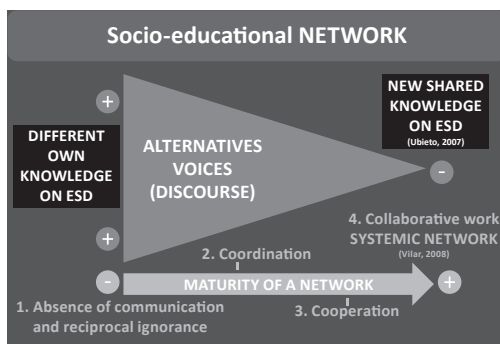 Socio-educational NETWORK
+
DIFFERENT
OWN
KNOWLEDGE
ON ESD
+
ALTERNATIVES
VOICES
(DISCOURSE)
NEW SHARED
KNOWLEDGE
ON ESD
(Ubieto, 2007)
-
4. Collaborative work
SYSTEMIC NETWORK
(Vilar, 2008)
2. Coordination
-
MATURITY OF A NETWORK
+
1. Absence of communication
and reciprocal ignorance
3. Cooperation